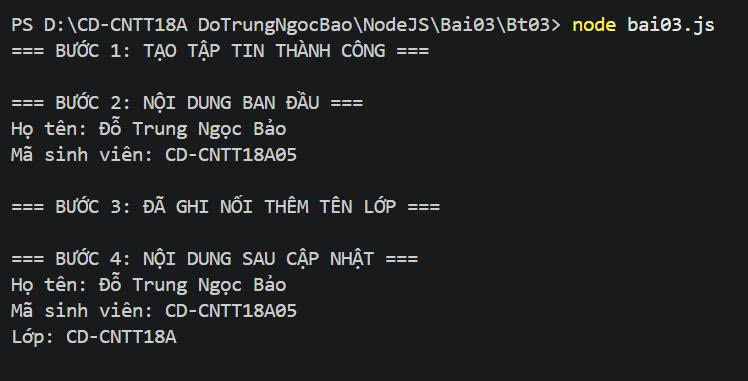 PS D:\CD-CNTT18A DoTrungNgocBao\NodeJS\Bai03\Bt03> node bai03.js
=== BƯỚC 1: TẠO TẬP TIN THÀNH CÔNG ===
=== BƯỚC 2: NỘI DUNG BAN ĐẦU ===
Họ tên: Đỗ Trung Ngọc Bảo
Mã sinh viên: CD-CNTT18A05
=== BƯỚC 3: ĐÃ GHI NỐI THÊM TÊN LỚP ===
=== BƯỚC 4: NỘI DUNG SAU CẬP NHẬT ===
Họ tên: Đỗ Trung Ngọc Bảo
Mã sinh viên: CD-CNTT18A05
Lớp: CD-CNTT18A